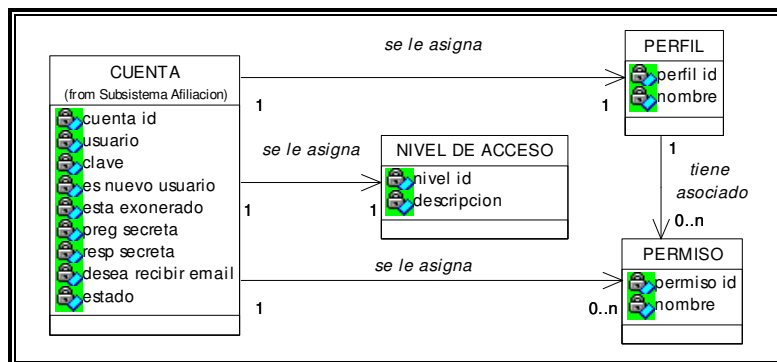 CUENTA
(from Subsistema Afiliacion)
cuenta id
usuario
clave
es nuevo usuario
esta exonerado
preg secreta
resp secreta
desea recibir email
estado
se le asigna
1
1
PERFIL
perfil id
nombre
se le asigna
1
1
NIVEL DE ACCESO
nivel id
descripcion
1
tiene
asociado
0..n
se le asigna
1
0..n
PERMISO
permiso id
nombre